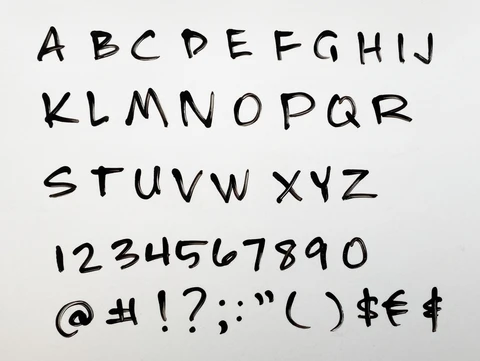 A B C D E F G H I J
K L M N O P Q R
S T U V W X Y Z
1 2 3 4 5 6 7 8 9 0
@ # ! ? ; : " ( ) $ € ¢